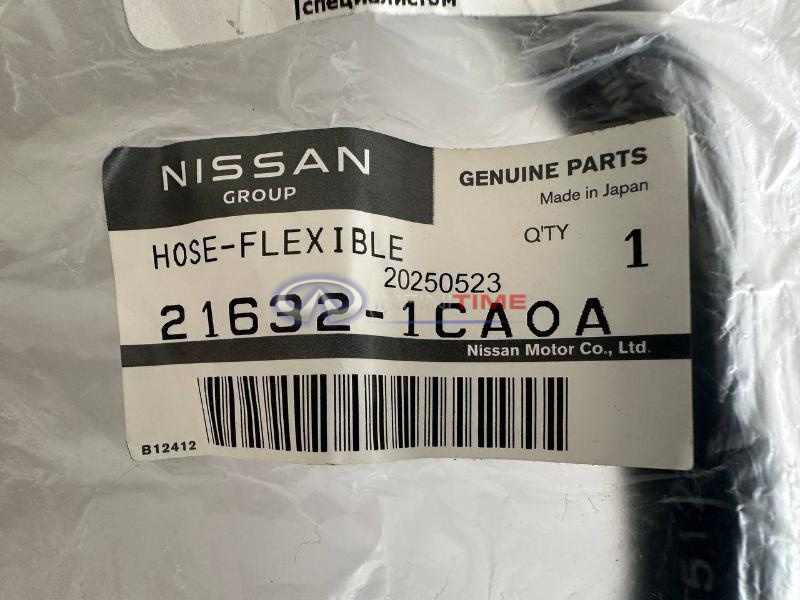 специалистом
NISSAN
GROUP
GENUINE PARTS
Made in Japan
HOSE-FLEXIBLE
Q'TY 1
20250523
TIME
21632-1CA0A
Nissan Motor Co., Ltd.
B12412